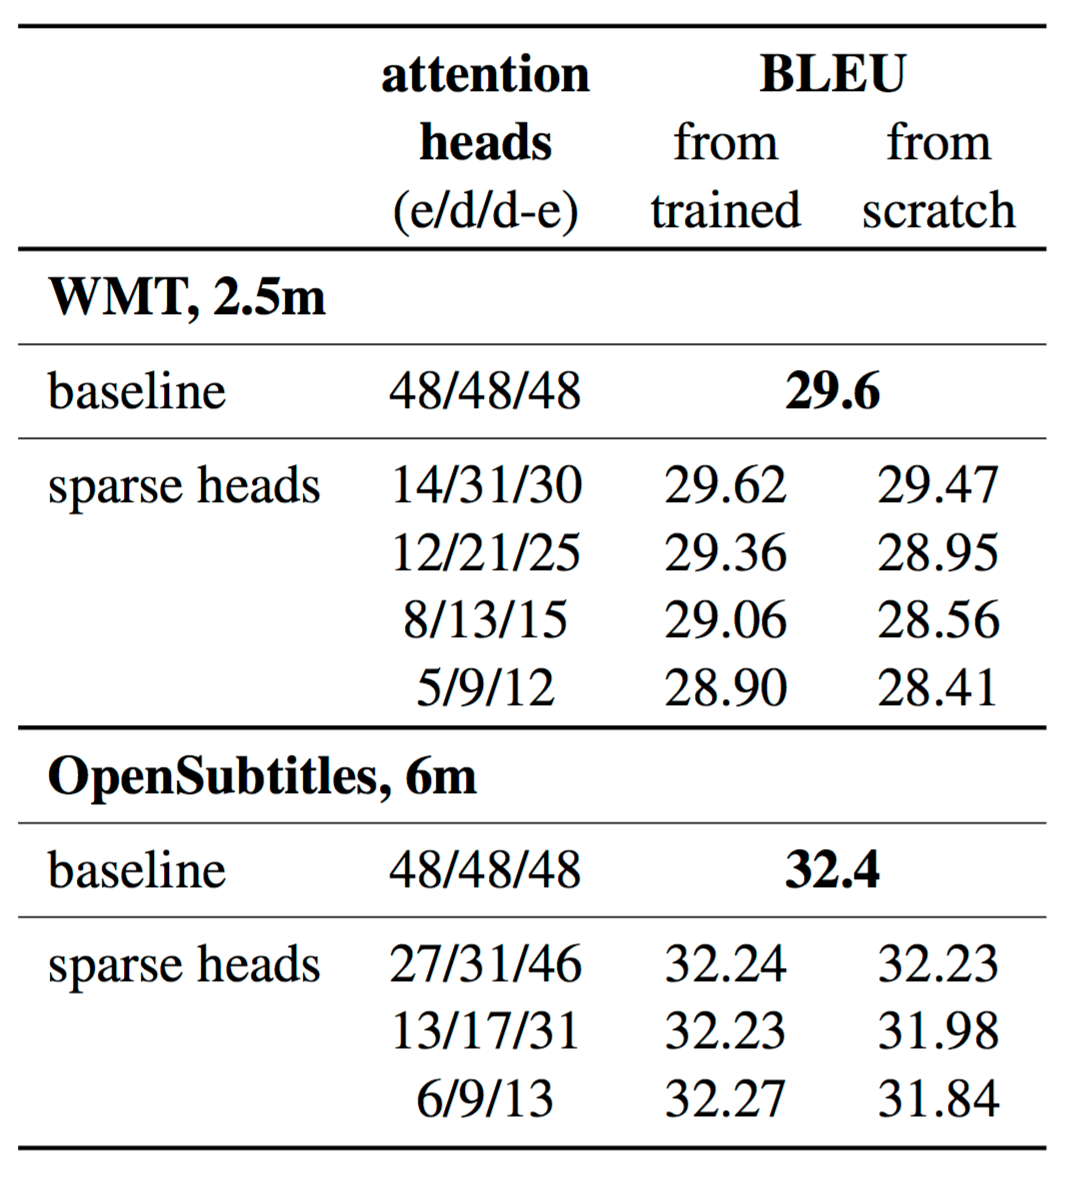 attention BLEU
heads from from
(e/d/d-e) trained scratch
WMT, 2.5m
baseline 48/48/48 29.6
sparse heads 14/31/30 29.62 29.47
12/21/25 29.36 28.95
8/13/15 29.06 28.56
5/9/12 28.90 28.41
OpenSubtitles, 6m
baseline 48/48/48 32.4
sparse heads 27/31/46 32.24 32.23
13/17/31 32.23 31.98
6/9/13 32.27 31.84